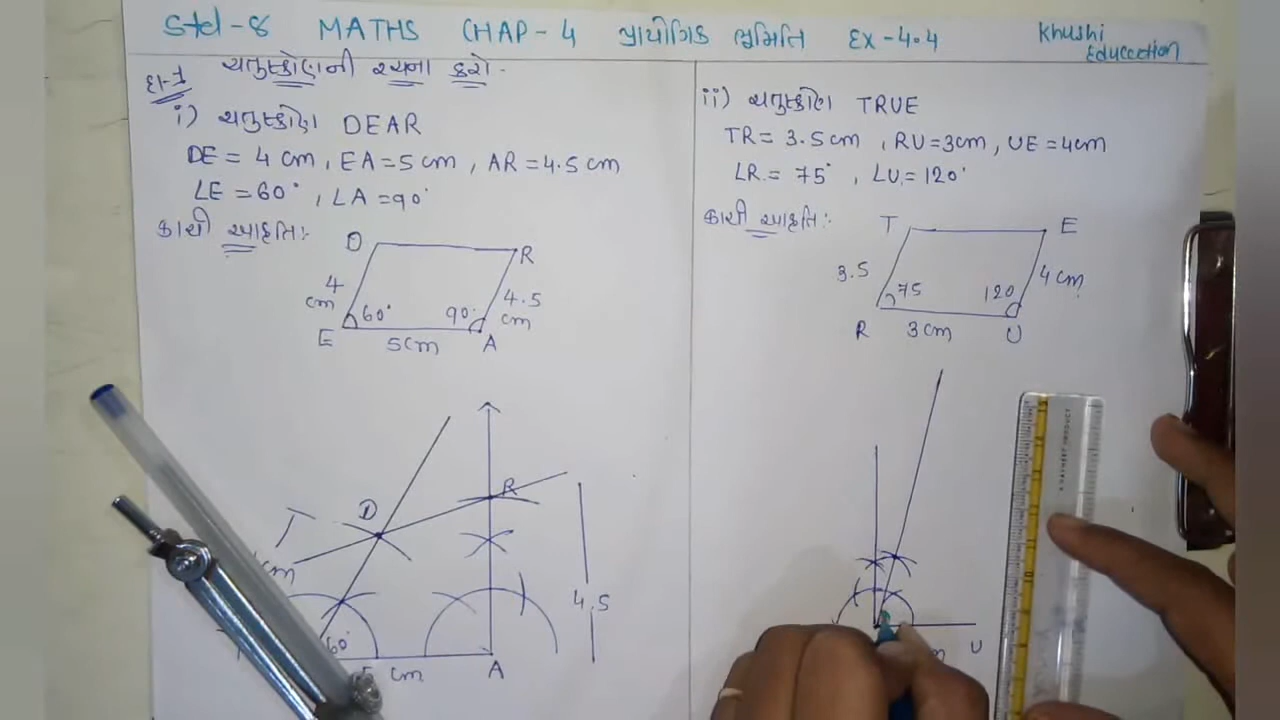 Std-8 MATHS CHAP-4 પ્રાયોગિક ભૂમિતિ EX-4.4 Khushi
Education
દા-1 ચતુષ્કોણની રચના કરો.
i) ચતુષ્કોણ DEAR
DE = 4 cm, EA = 5 cm, AR = 4.5 cm
∠E = 60°, ∠A = 90°
કાચી આકૃતિ:-
D
R
4
cm
4.5
cm
60°
90°
E
5cm
A
D
R
cm
4.5
60°
5 cm
A
ii) ચતુષ્કોણ TRUE
TR = 3.5 cm, RU = 3cm, UE = 4cm
∠R = 75°, ∠U = 120°
કાચી આકૃતિ:-
T
E
3.5
4 cm
75
120
R
3cm
U
U